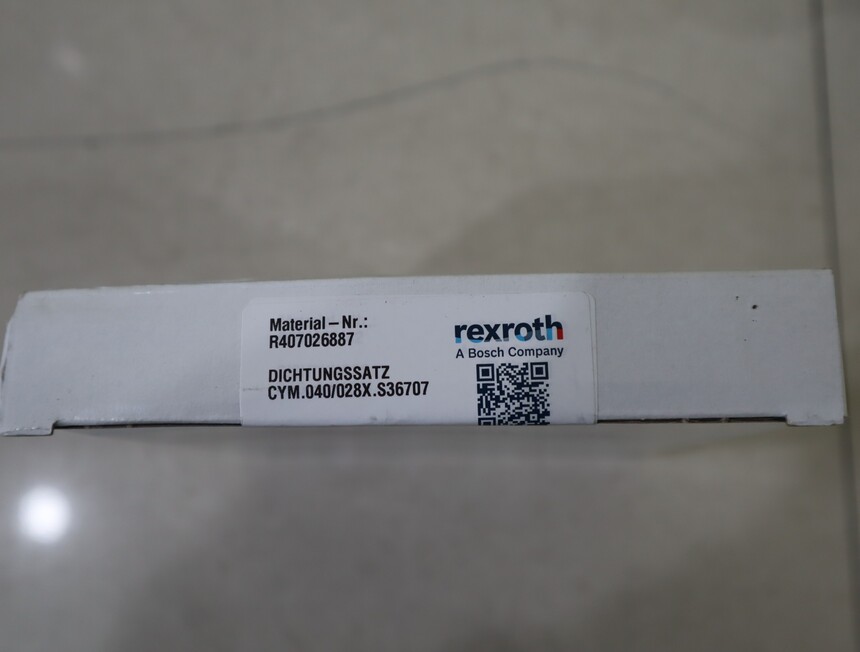 Material – Nr.:
R407026887
DICHTUNGSSATZ
CYM.040/028X.S36707
rexroth
A Bosch Company